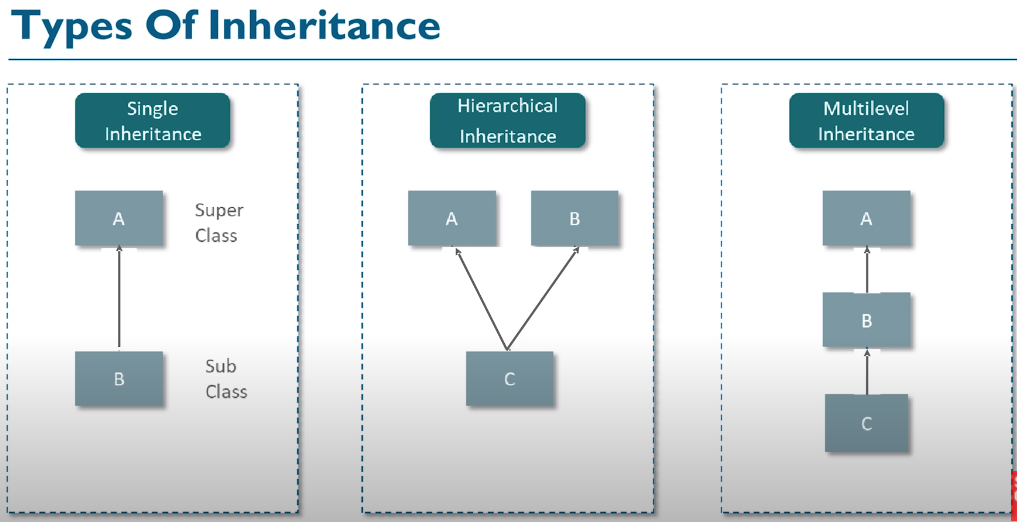 Types Of Inheritance
Single
Inheritance
A
Super
Class
B
Sub
Class
Hierarchical
Inheritance
A
B
C
Multilevel
Inheritance
A
B
C